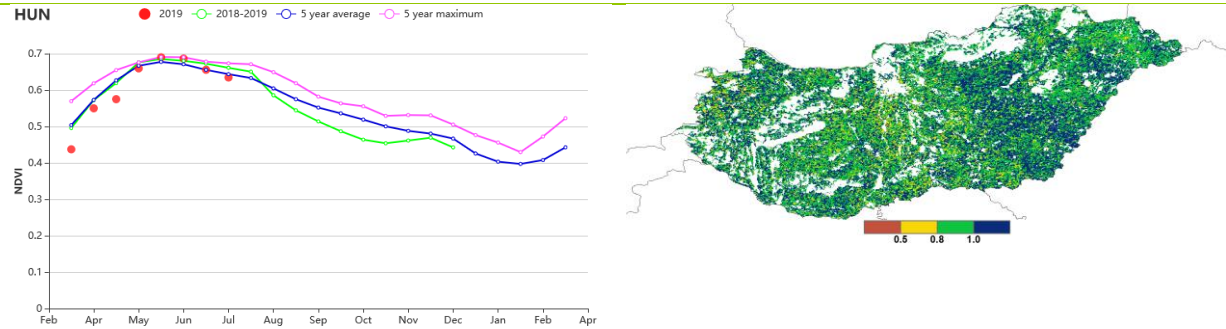 HUN
2019 2018-2019 5 year average 5 year maximum
NDVI
0.7
0.6
0.5
0.4
0.3
0.2
0.1
0
Feb Apr May Jun Jul Aug Sep Oct Nov Dec Jan Feb Apr
0.5 0.8 1.0